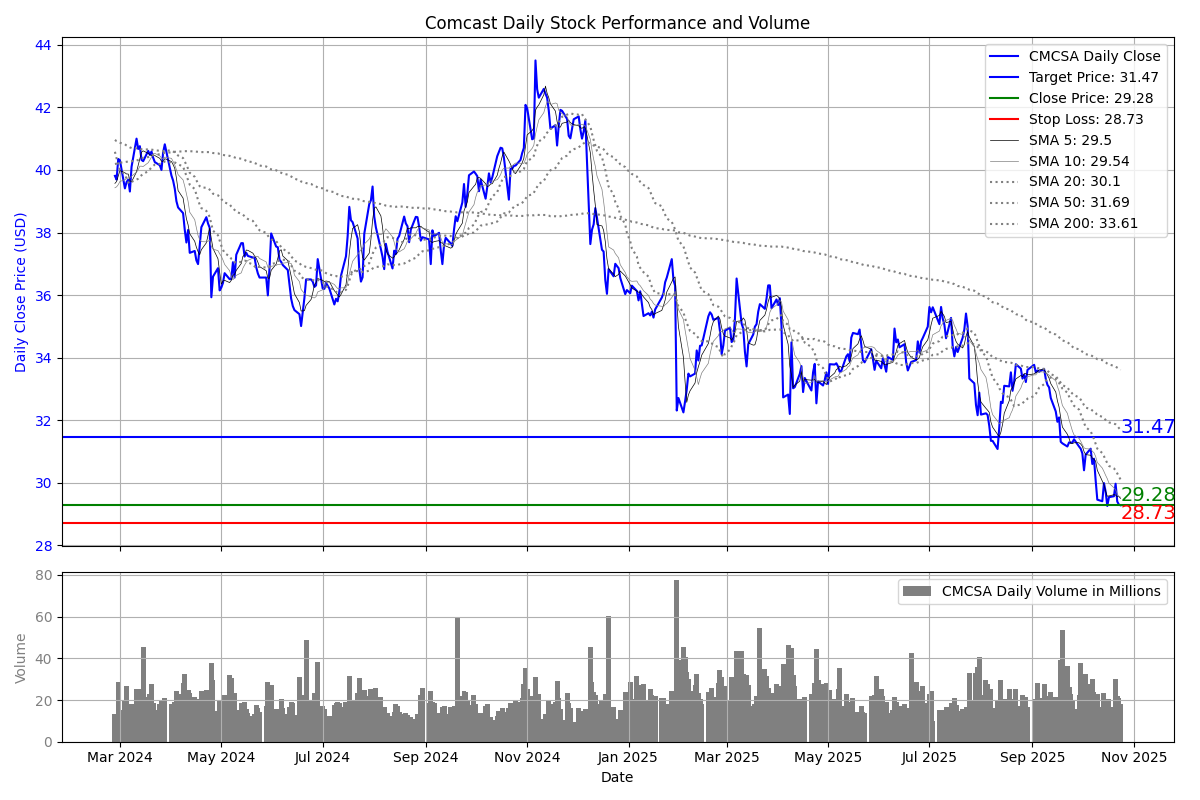 Comcast Daily Stock Performance and Volume
Daily Close Price (USD)
44
42
40
38
36
34
32
30
28
CMCSA Daily Close
Target Price: 31.47
Close Price: 29.28
Stop Loss: 28.73
SMA 5: 29.5
SMA 10: 29.54
SMA 20: 30.1
SMA 50: 31.69
SMA 200: 33.61
31.47
29.28
28.73
Volume
80
60
40
20
0
CMCSA Daily Volume in Millions
Mar 2024 May 2024 Jul 2024 Sep 2024 Nov 2024 Jan 2025 Mar 2025 May 2025 Jul 2025 Sep 2025 Nov 2025
Date